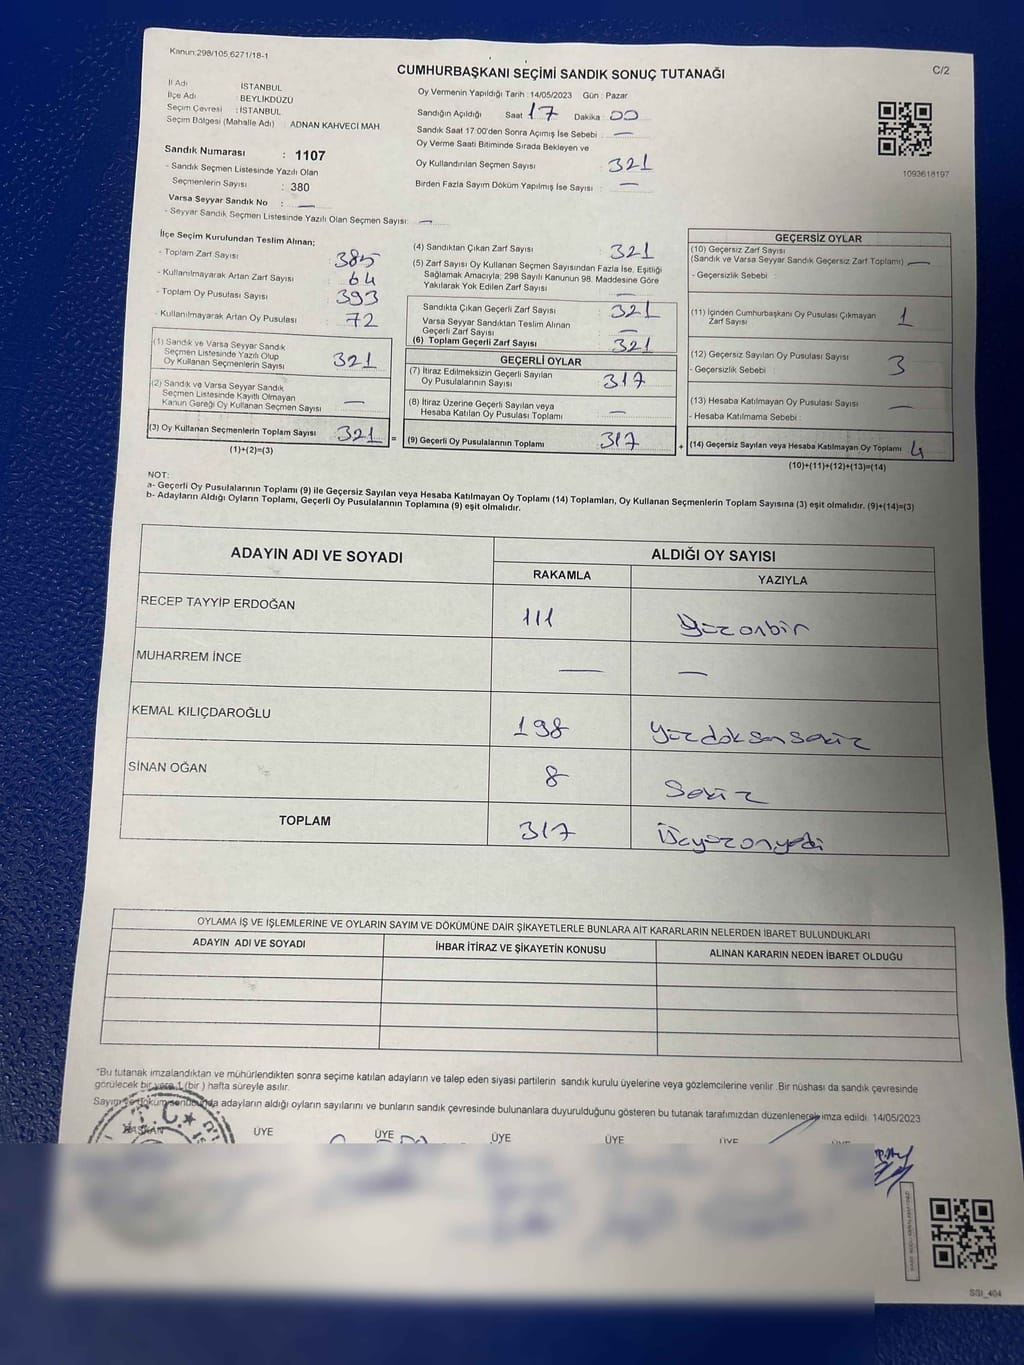 Kanun:298/105,6271/18-1
C/2
CUMHURBAŞKANI SEÇİMİ SANDIK SONUÇ TUTANAĞI
İl Adı : İSTANBUL
İlçe Adı : BEYLİKDÜZÜ
Seçim Çevresi : İSTANBUL
Seçim Bölgesi (Mahalle Adı) : ADNAN KAHVECİ MAH.
Sandık Numarası : 1107
- Sandık Seçmen Listesinde Yazılı Olan
Seçmenlerin Sayısı : 380
Varsa Seyyar Sandık No : —
- Seyyar Sandık Seçmen Listesinde Yazılı Olan Seçmen Sayısı: —
Oy Vermenin Yapıldığı Tarih :14/05/2023 Gün : Pazar
Sandığın Açıldığı Saat 17 Dakika : 00
Sandık Saat 17:00'den Sonra Açımış İse Sebebi : —
Oy Verme Saati Bitiminde Sırada Bekleyen ve
Oy Kullandırılan Seçmen Sayısı : 321
Birden Fazla Sayım Döküm Yapılmış İse Sayısı : —
1093618197
İlçe Seçim Kurulundan Teslim Alınan;
- Toplam Zarf Sayısı : 385
- Kullanılmayarak Artan Zarf Sayısı : 64
- Toplam Oy Pusulası Sayısı : 393
- Kullanılmayarak Artan Oy Pusulası : 72
(1) Sandık ve Varsa Seyyar Sandık
Seçmen Listesinde Yazılı Olup
Oy Kullanan Seçmenlerin Sayısı : 321
(2) Sandık ve Varsa Seyyar Sandık
Seçmen Listesinde Kayıtlı Olmayan
Kanun Gereği Oy Kullanan Seçmen Sayısı : —
(3) Oy Kullanan Seçmenlerin Toplam Sayısı : 321 =
(1)+(2)=(3)
(4) Sandıktan Çıkan Zarf Sayısı : 321
(5) Zarf Sayısı Oy Kullanan Seçmen Sayısından Fazla İse, Eşitliği
Sağlamak Amacıyla; 298 Sayılı Kanunun 98. Maddesine Göre
Yakılarak Yok Edilen Zarf Sayısı : —
Sandıkta Çıkan Geçerli Zarf Sayısı : 321
Varsa Seyyar Sandıktan Teslim Alınan
Geçerli Zarf Sayısı : —
(6) Toplam Geçerli Zarf Sayısı : 321
GEÇERLİ OYLAR
(7) İtiraz Edilmeksizin Geçerli Sayılan
Oy Pusulalarının Sayısı : 317
(8) İtiraz Üzerine Geçerli Sayılan veya
Hesaba Katılan Oy Pusulası Toplamı : —
(9) Geçerli Oy Pusulalarının Toplamı : 317 +
GEÇERSİZ OYLAR
(10) Geçersiz Zarf Sayısı
(Sandık ve Varsa Seyyar Sandık Geçersiz Zarf Toplamı) : —
- Geçersizlik Sebebi :
(11) İçinden Cumhurbaşkanı Oy Pusulası Çıkmayan
Zarf Sayısı : 1
(12) Geçersiz Sayılan Oy Pusulası Sayısı : 3
- Geçersizlik Sebebi :
(13) Hesaba Katılmayan Oy Pusulası Sayısı : —
- Hesaba Katılmama Sebebi :
(14) Geçersiz Sayılan veya Hesaba Katılmayan Oy Toplamı : 4
(10)+(11)+(12)+(13)=(14)
NOT:
a- Geçerli Oy Pusulalarının Toplamı (9) ile Geçersiz Sayılan veya Hesaba Katılmayan Oy Toplamı (14) Toplamları, Oy Kullanan Seçmenlerin Toplam Sayısına (3) eşit olmalıdır. (9)+(14)=(3)
b- Adayların Aldığı Oyların Toplamı, Geçerli Oy Pusulalarının Toplamına (9) eşit olmalıdır.
ADAYIN ADI VE SOYADI ALDIĞI OY SAYISI
RAKAMLA YAZIYLA
RECEP TAYYİP ERDOĞAN 111 Yüzonbir
MUHARREM İNCE — —
KEMAL KILIÇDAROĞLU 198 Yüzdoksansekiz
SİNAN OĞAN 8 Sekiz
TOPLAM 317 Üçyüzonyedi
OYLAMA İŞ VE İŞLEMLERİNE VE OYLARIN SAYIM VE DÖKÜMÜNE DAİR ŞİKAYETLERLE BUNLARA AİT KARARLARIN NELERDEN İBARET BULUNDUKLARI
ADAYIN ADI VE SOYADI İHBAR İTİRAZ VE ŞİKAYETİN KONUSU ALINAN KARARIN NEDEN İBARET OLDUĞU
"Bu tutanak imzalandıktan ve mühürlendikten sonra seçime katılan adayların ve talep eden siyasi partilerin sandık kurulu üyelerine veya gözlemcilerine verilir .Bir nüshası da sandık çevresinde
görülecek bir yere 1 (bir ) hafta süreyle asılır.
Sayım ve döküm sonucunda adayların aldığı oyların sayılarını ve bunların sandık çevresinde bulunanlara duyurulduğunu gösteren bu tutanak tarafımızdan düzenlenerek imza edildi. 14/05/2023
BAŞKAN ÜYE ÜYE ÜYE ÜYE ÜYE ÜYE
T.C.
SSI_404